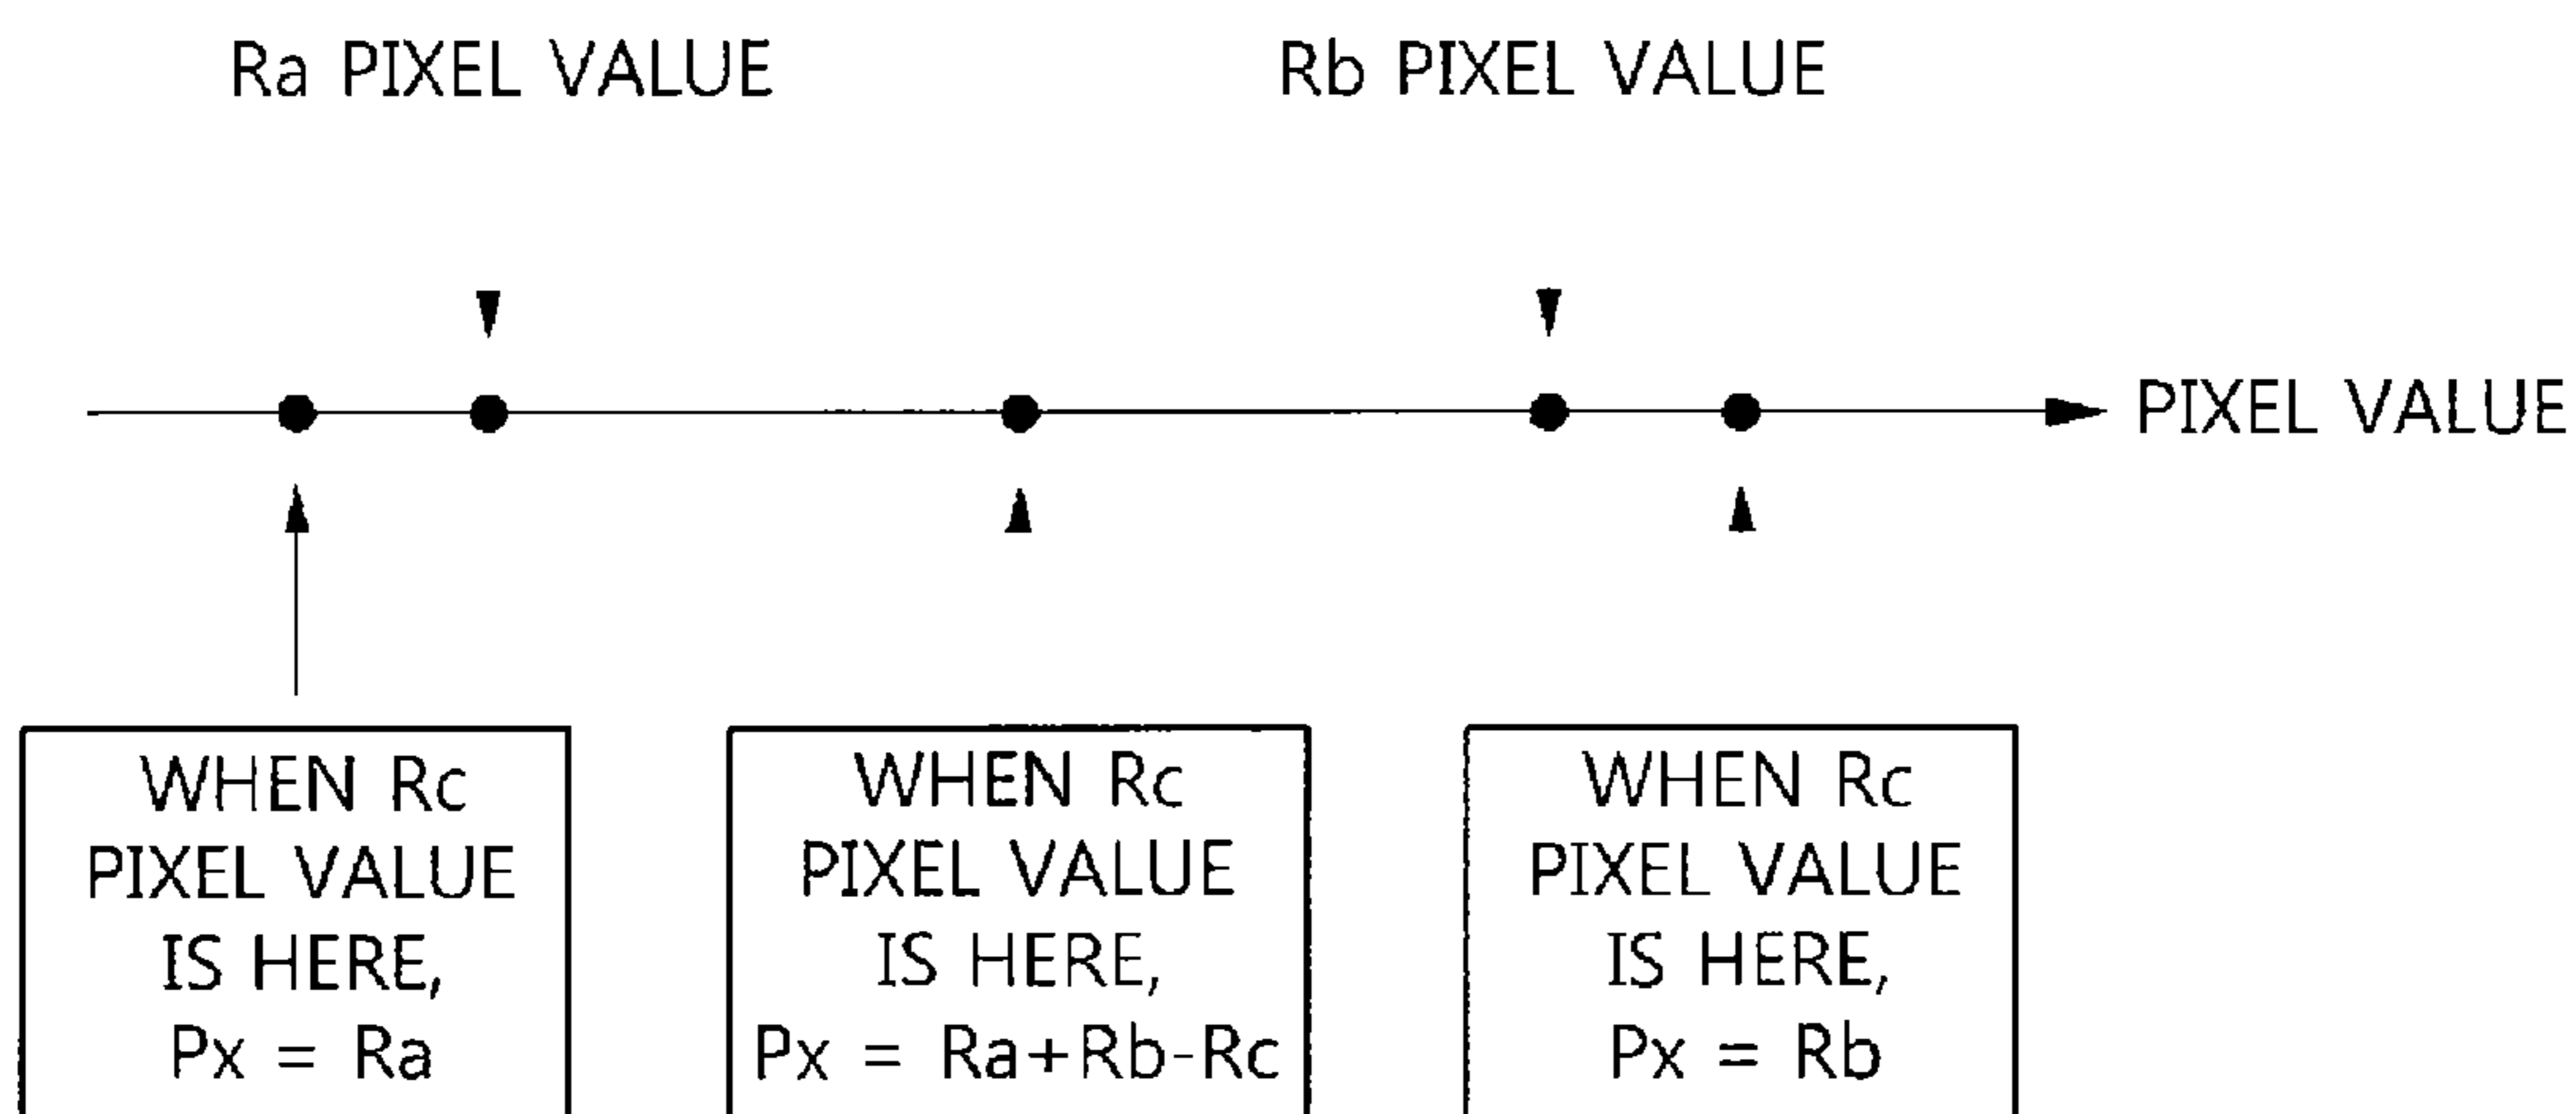 Ra PIXEL VALUE
Rb PIXEL VALUE
PIXEL VALUE
WHEN Rc
PIXEL VALUE
IS HERE,
Px = Ra
WHEN Rc
PIXEL VALUE
IS HERE,
Px = Ra+Rb-Rc
WHEN Rc
PIXEL VALUE
IS HERE,
Px = Rb